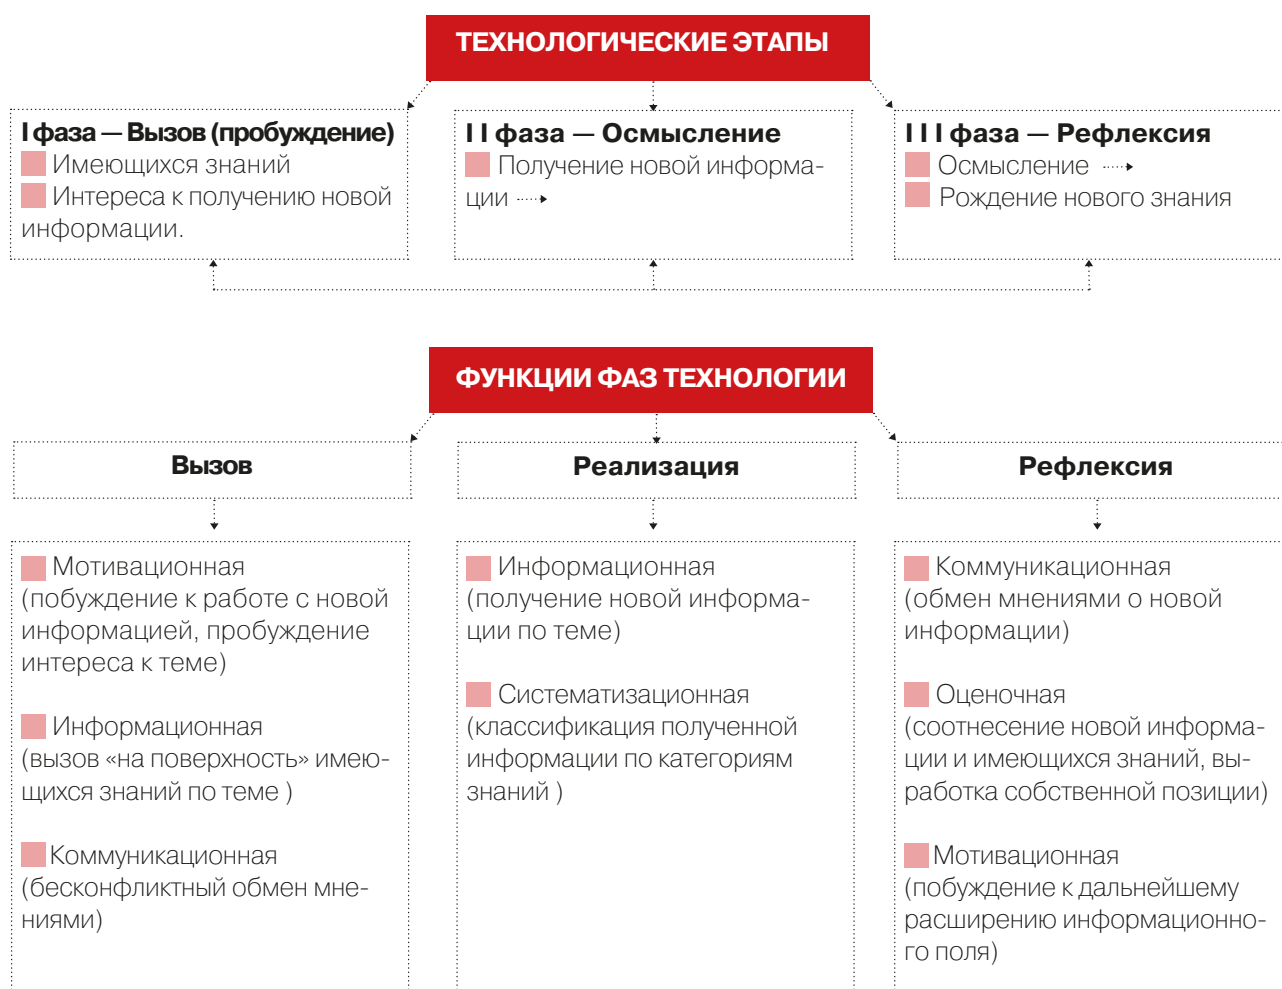 ТЕХНОЛОГИЧЕСКИЕ ЭТАПЫ
I фаза — Вызов (пробуждение)
Имеющихся знаний
Интереса к получению новой
информации.
I I фаза — Осмысление
Получение новой информа-
ции
I I I фаза — Рефлексия
Осмысление
Рождение нового знания
ФУНКЦИИ ФАЗ ТЕХНОЛОГИИ
Вызов
Реализация
Рефлексия
Мотивационная
(побуждение к работе с новой
информацией, пробуждение
интереса к теме)
Информационная
(вызов «на поверхность» имею-
щихся знаний по теме )
Коммуникационная
(бесконфликтный обмен мне-
ниями)
Информационная
(получение новой информа-
ции по теме)
Систематизационная
(классификация полученной
информации по категориям
знаний )
Коммуникационная
(обмен мнениями о новой
информации)
Оценочная
(соотнесение новой информа-
ции и имеющихся знаний, вы-
работка собственной позиции)
Мотивационная
(побуждение к дальнейшему
расширению информационно-
го поля)